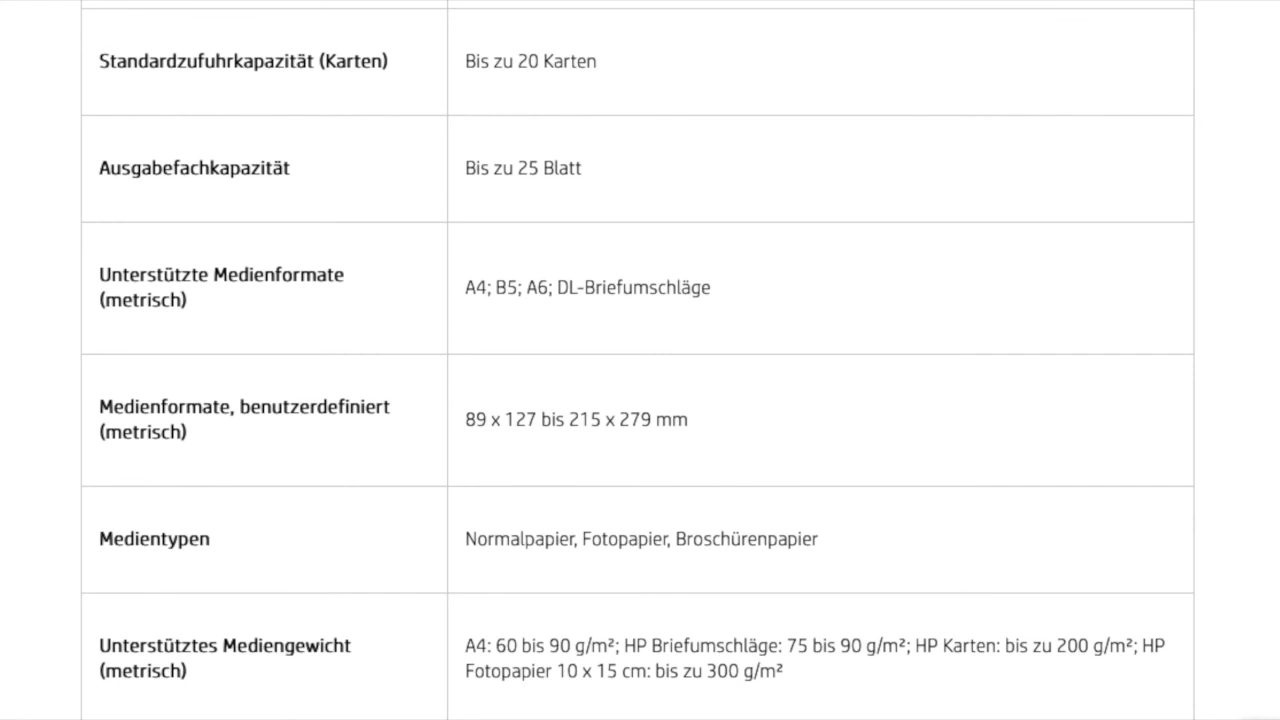 Standardzufuhrkapazität (Karten)
Bis zu 20 Karten
Ausgabefachkapazität
Bis zu 25 Blatt
Unterstützte Medienformate
(metrisch)
A4; B5; A6; DL-Briefumschläge
Medienformate, benutzerdefiniert
(metrisch)
89 x 127 bis 215 x 279 mm
Medientypen
Normalpapier, Fotopapier, Broschürenpapier
Unterstütztes Mediengewicht
(metrisch)
A4: 60 bis 90 g/m²; HP Briefumschläge: 75 bis 90 g/m²; HP Karten: bis zu 200 g/m²; HP
Fotopapier 10 x 15 cm: bis zu 300 g/m²